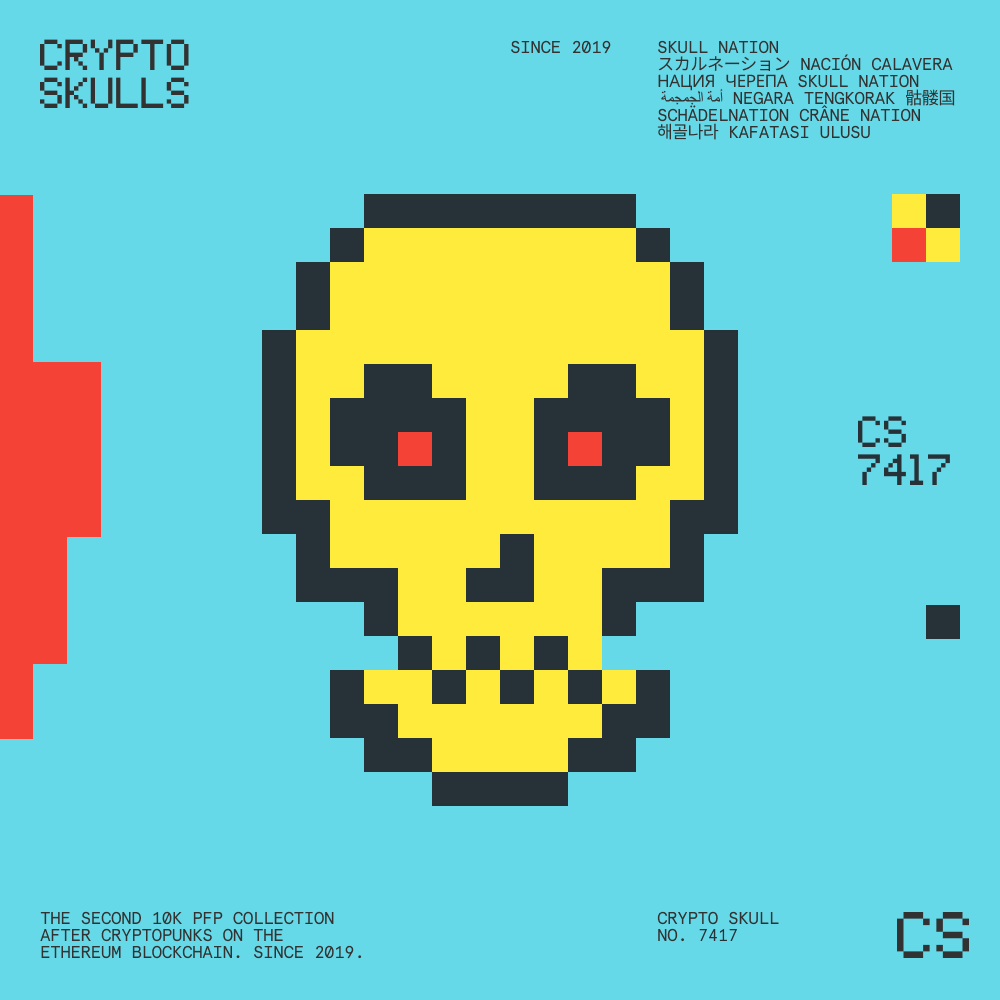 CRYPTO
SKULLS
SINCE 2019
SKULL NATION
スカルネーション NACIÓN CALAVERA
НАЦИЯ ЧЕРЕПА SKULL NATION
أمة الجمجمة NEGARA TENGKORAK 骷髅国
SCHÄDELNATION CRÂNE NATION
해골나라 KAFATASI ULUSU
CS
7417
THE SECOND 10K PFP COLLECTION
AFTER CRYPTOPUNKS ON THE
ETHEREUM BLOCKCHAIN. SINCE 2019.
CRYPTO SKULL
NO. 7417
CS